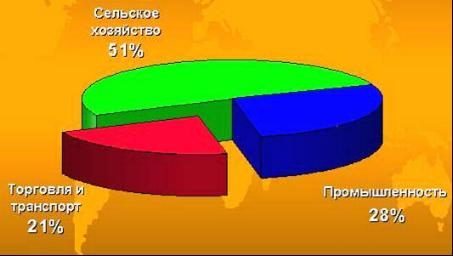 Сельское
хозяйство
51%
Торговля и
транспорт
21%
Промышленность
28%